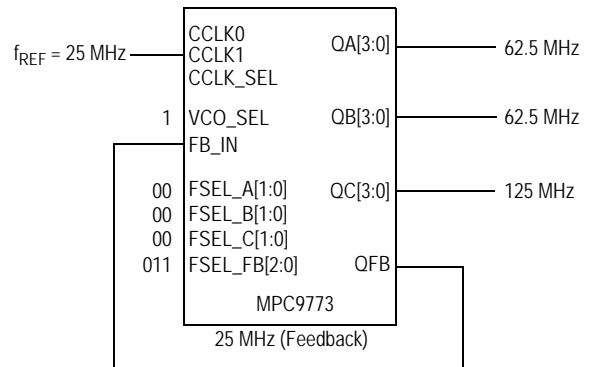 CCLK0
f_REF = 25 MHz CCLK1
CCLK_SEL
QA[3:0] 62.5 MHz
1 VCO_SEL QB[3:0] 62.5 MHz
FB_IN
00 FSEL_A[1:0] QC[3:0] 125 MHz
00 FSEL_B[1:0]
00 FSEL_C[1:0]
011 FSEL_FB[2:0] QFB
MPC9773
25 MHz (Feedback)